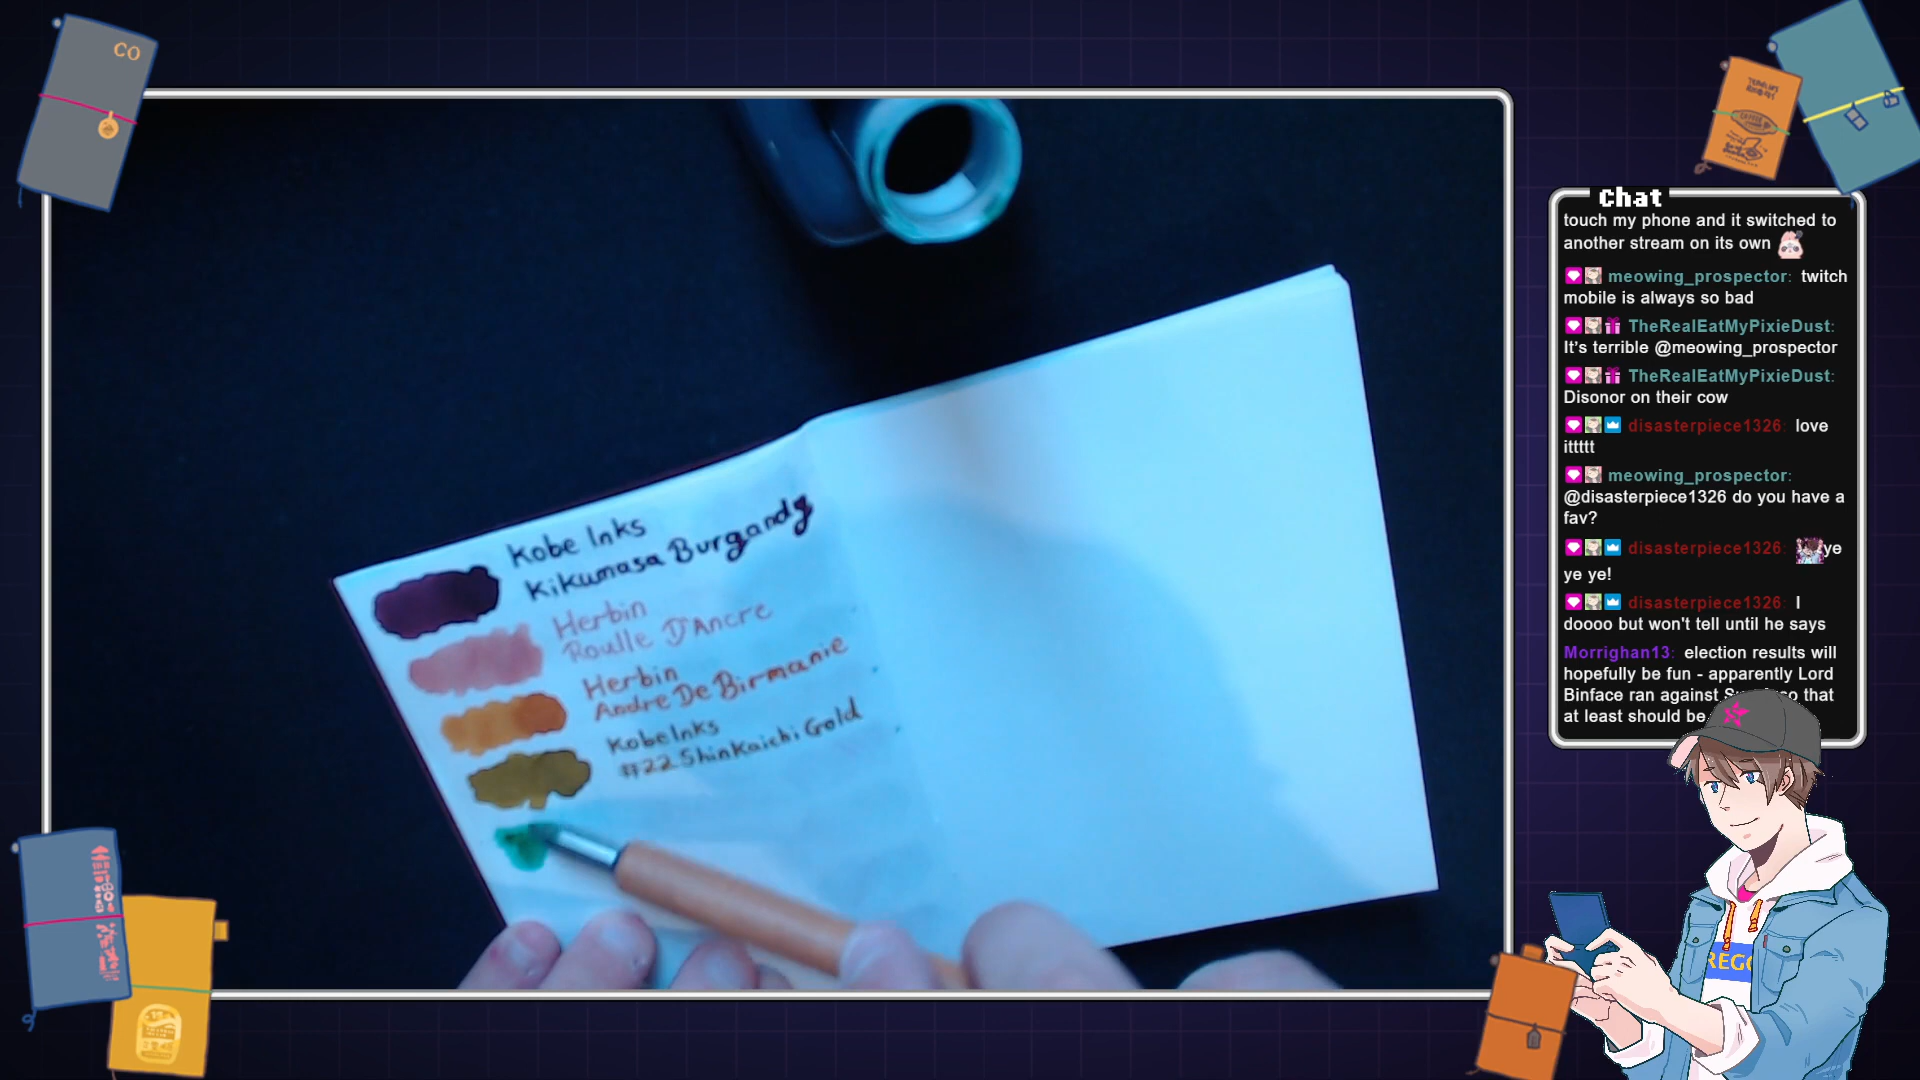 CO
Chat
touch my phone and it switched to
another stream on its own
meowing_prospector: twitch
mobile is always so bad
TheRealEatMyPixieDust:
It's terrible @meowing_prospector
TheRealEatMyPixieDust:
Disonor on their cow
disasterpiece1326: love
ittttt
meowing_prospector:
@disasterpiece1326 do you have a
fav?
disasterpiece1326: ye
ye ye!
disasterpiece1326: I
doooo but won't tell until he says
Morrighan13: election results will
hopefully be fun - apparently Lord
Binface ran against so that
at least should be
Kobe Inks
Kikumasa Burgandy
Herbin
Roulle D'Ancre
Herbin
Andre De Birmanie
Kobe Inks
#22 Shinkaichi Gold
REGO